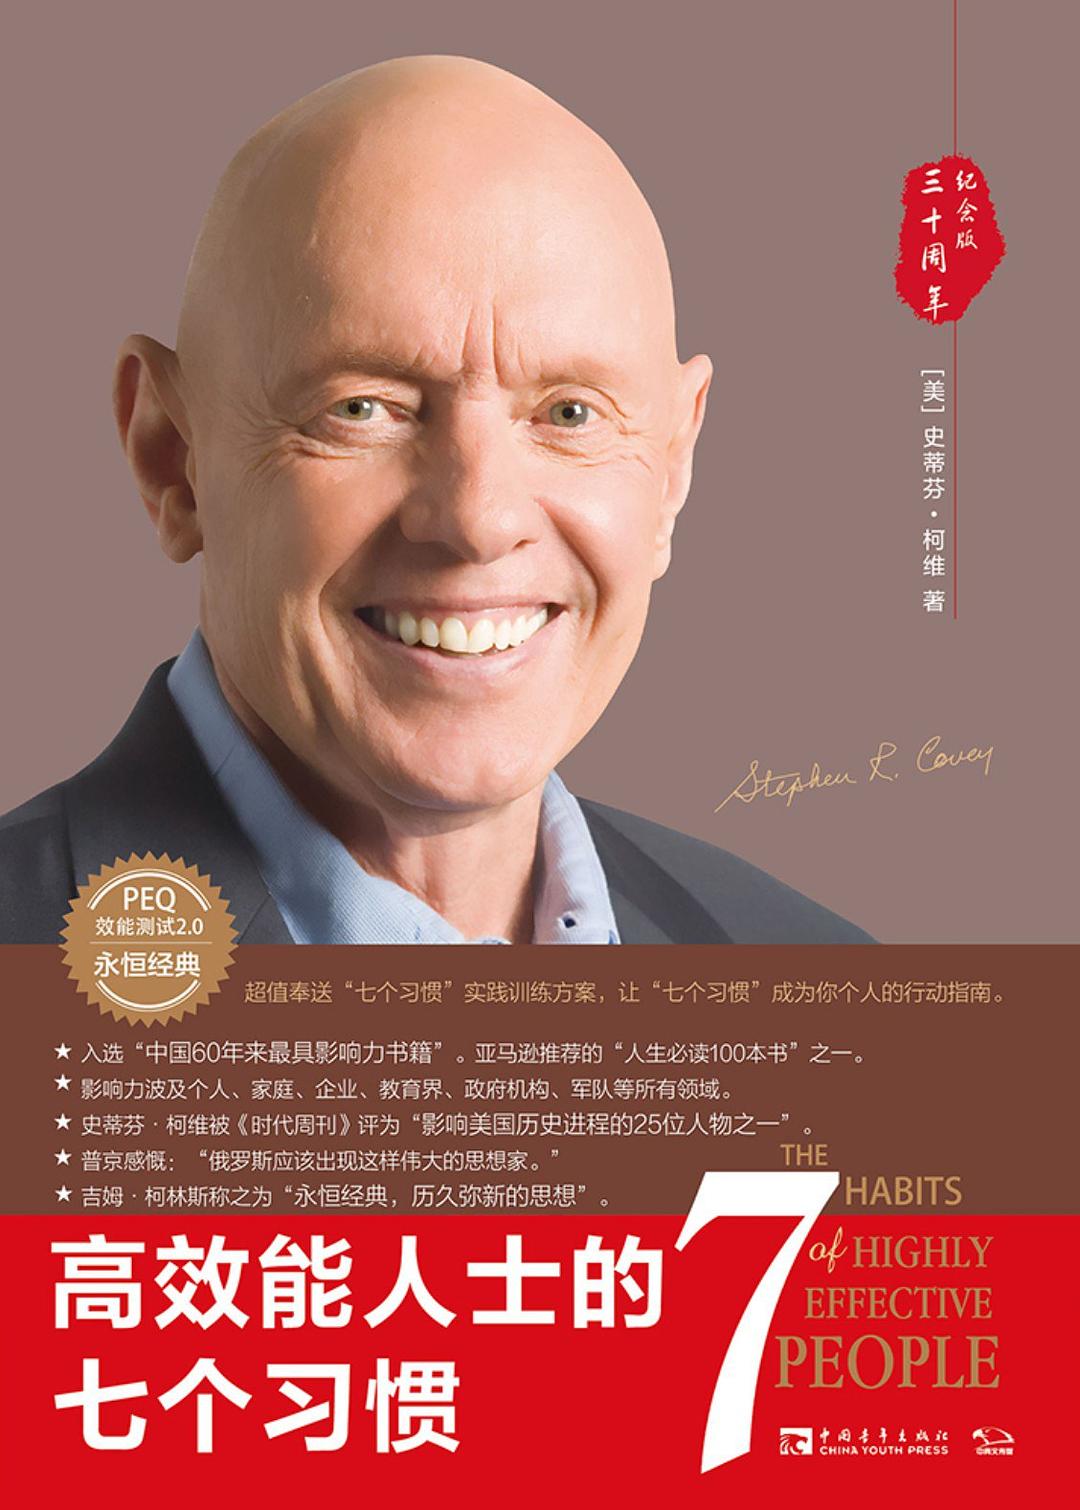 三十周年
纪念版
[美]史蒂芬·柯维 著
Stephen R. Covey
PEQ
效能测试2.0
永恒经典
超值奉送“七个习惯”实践训练方案，让“七个习惯”成为你个人的行动指南。
★ 入选“中国60年来最具影响力书籍”。亚马逊推荐的“人生必读100本书”之一。
★ 影响力波及个人、家庭、企业、教育界、政府机构、军队等所有领域。
★ 史蒂芬·柯维被《时代周刊》评为“影响美国历史进程的25位人物之一”。
★ 普京感慨：“俄罗斯应该出现这样伟大的思想家。”
★ 吉姆·柯林斯称之为“永恒经典，历久弥新的思想”。
高效能人士的
七个习惯
THE
7 HABITS
of HIGHLY
EFFECTIVE
PEOPLE
中国青年出版社
CHINA YOUTH PRESS